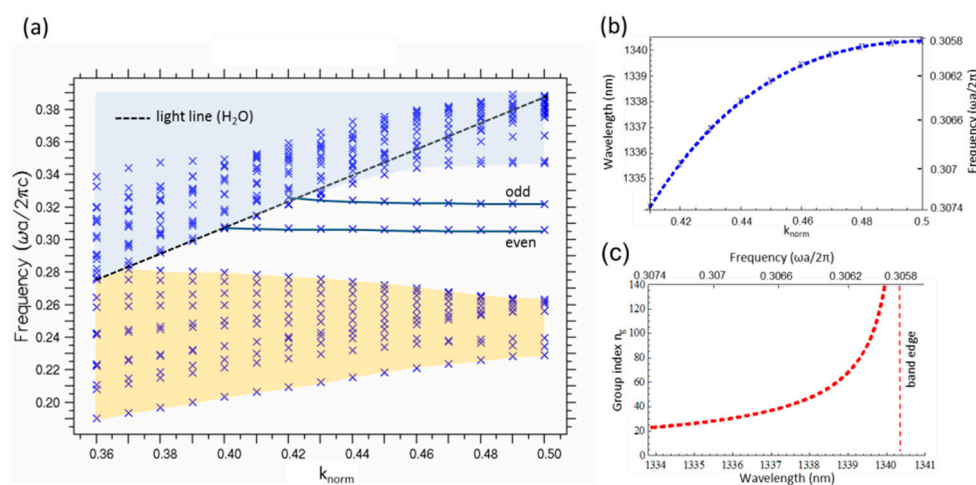 (a)
Frequency (ωa/2πc)
0.38
0.36
0.34
0.32
0.30
0.28
0.26
0.24
0.22
0.20
light line (H₂O)
odd
even
0.36 0.38 0.40 0.42 0.44 0.46 0.48 0.50
k_norm
(b)
Wavelength (nm)
1340
1339
1338
1337
1336
1335
0.3058
0.3062
0.3066
0.307
0.3074
Frequency (ωa/2π)
0.42 0.44 0.46 0.48 0.5
k_norm
(c)
Frequency (ωa/2π)
0.3074 0.307 0.3066 0.3062 0.3058
Group index n_g
140
120
100
80
60
40
20
0
band edge
1334 1335 1336 1337 1338 1339 1340 1341
Wavelength (nm)